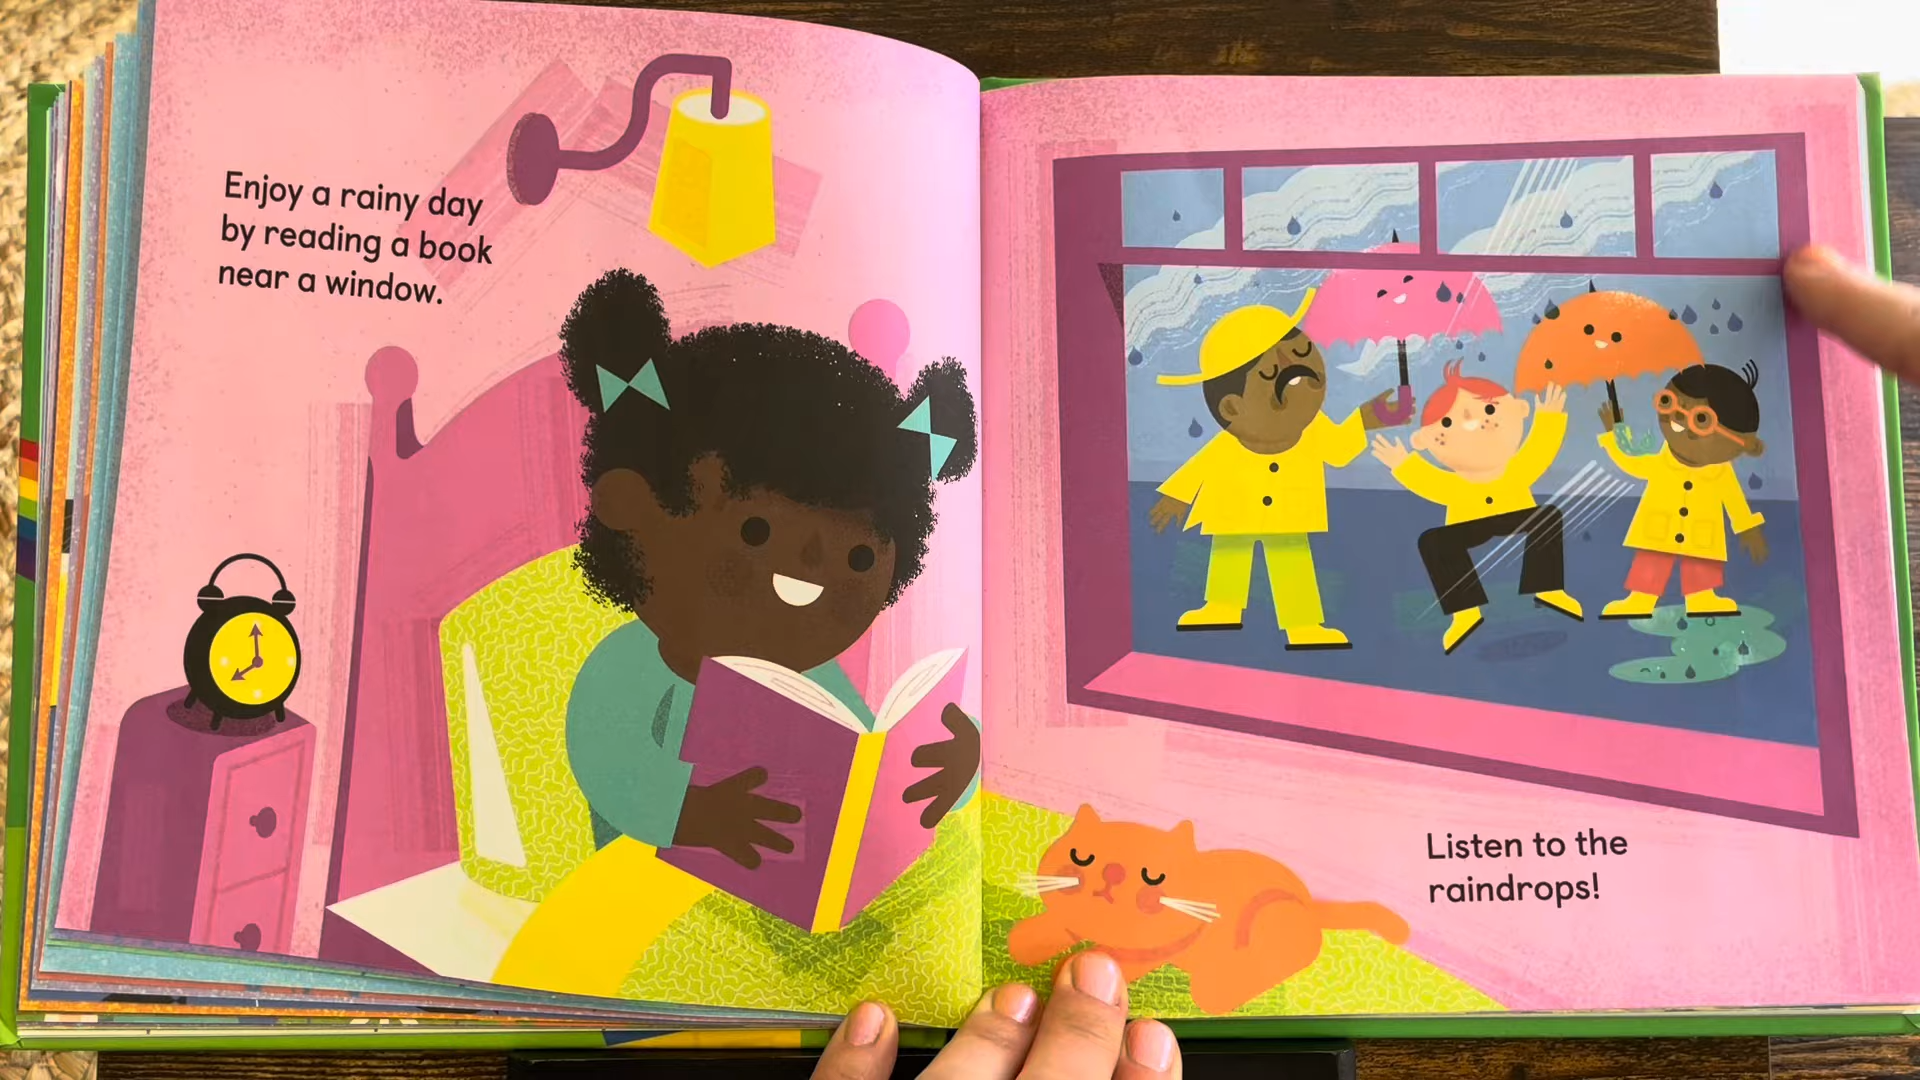 Enjoy a rainy day
by reading a book
near a window.
Listen to the
raindrops!